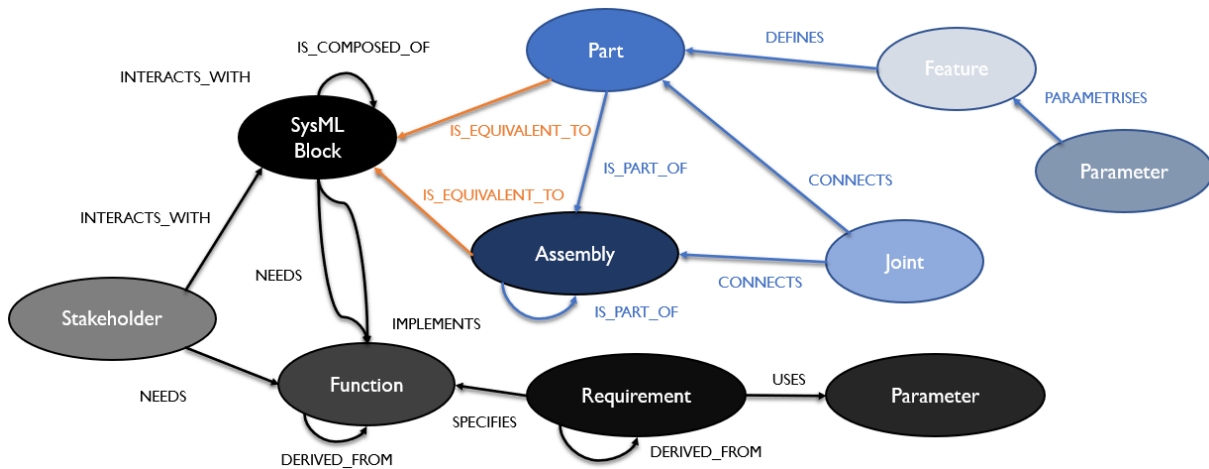 IS_COMPOSED_OF
Part
DEFINES
Feature
INTERACTS_WITH
PARAMETRISES
SysML
Block
IS_EQUIVALENT_TO
IS_PART_OF
Parameter
CONNECTS
IS_EQUIVALENT_TO
INTERACTS_WITH
Assembly
Joint
NEEDS
CONNECTS
Stakeholder
IS_PART_OF
IMPLEMENTS
Function
Requirement
USES
Parameter
NEEDS
SPECIFIES
DERIVED_FROM
DERIVED_FROM